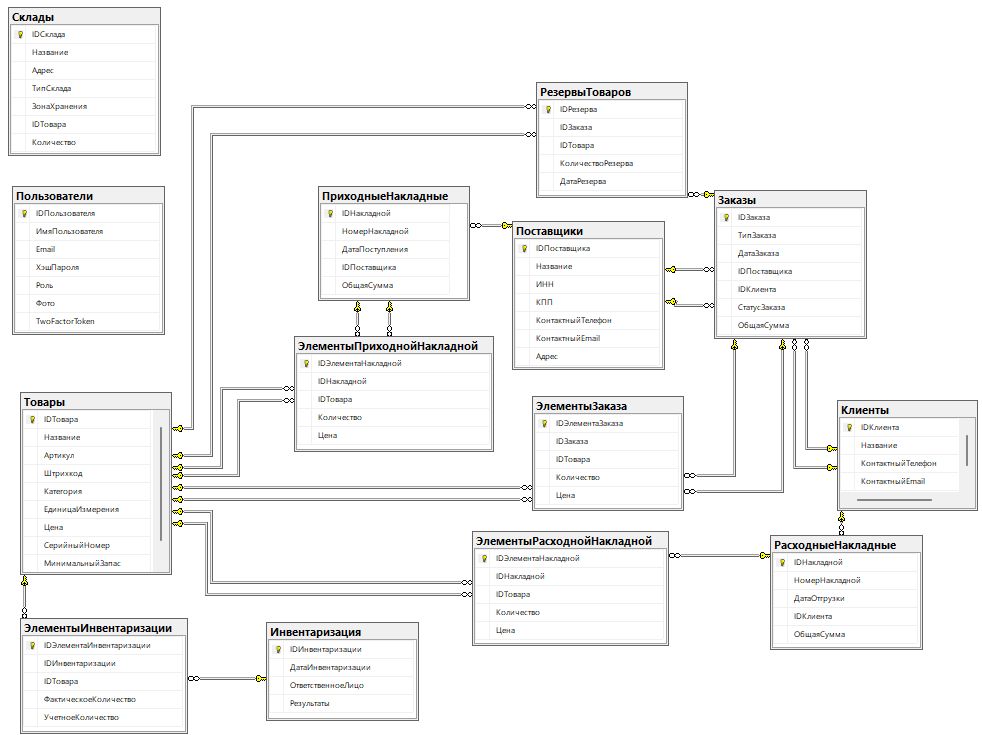 Склады
IDСклада
Название
Адрес
ТипСклада
ЗонаХранения
IDТовара
Количество
РезервыТоваров
IDРезерва
IDЗаказа
IDТовара
КоличествоРезерва
ДатаРезерва
Пользователи
IDПользователя
ИмяПользователя
Email
ХэшПароля
Роль
Фото
TwoFactorToken
ПриходныеНакладные
IDНакладной
НомерНакладной
ДатаПоступления
IDПоставщика
ОбщаяСумма
Поставщики
IDПоставщика
Название
ИНН
КПП
КонтактныйТелефон
КонтактныйEmail
Адрес
Заказы
IDЗаказа
ТипЗаказа
ДатаЗаказа
IDПоставщика
IDКлиента
СтатусЗаказа
ОбщаяСумма
ЭлементыПриходнойНакладной
IDЭлементаНакладной
IDНакладной
IDТовара
Количество
Цена
Товары
IDТовара
Название
Артикул
Штрихкод
Категория
ЕдиницаИзмерения
Цена
СерийныйНомер
МинимальныйЗапас
ЭлементыЗаказа
IDЭлементаЗаказа
IDЗаказа
IDТовара
Количество
Цена
Клиенты
IDКлиента
Название
КонтактныйТелефон
КонтактныйEmail
ЭлементыРасходнойНакладной
IDЭлементаНакладной
IDНакладной
IDТовара
Количество
Цена
РасходныеНакладные
IDНакладной
НомерНакладной
ДатаОтгрузки
IDКлиента
ОбщаяСумма
ЭлементыИнвентаризации
IDЭлементаИнвентаризации
IDИнвентаризации
IDТовара
ФактическоеКоличество
УчетноеКоличество
Инвентаризация
IDИнвентаризации
ДатаИнвентаризации
ОтветственноеЛицо
Результаты